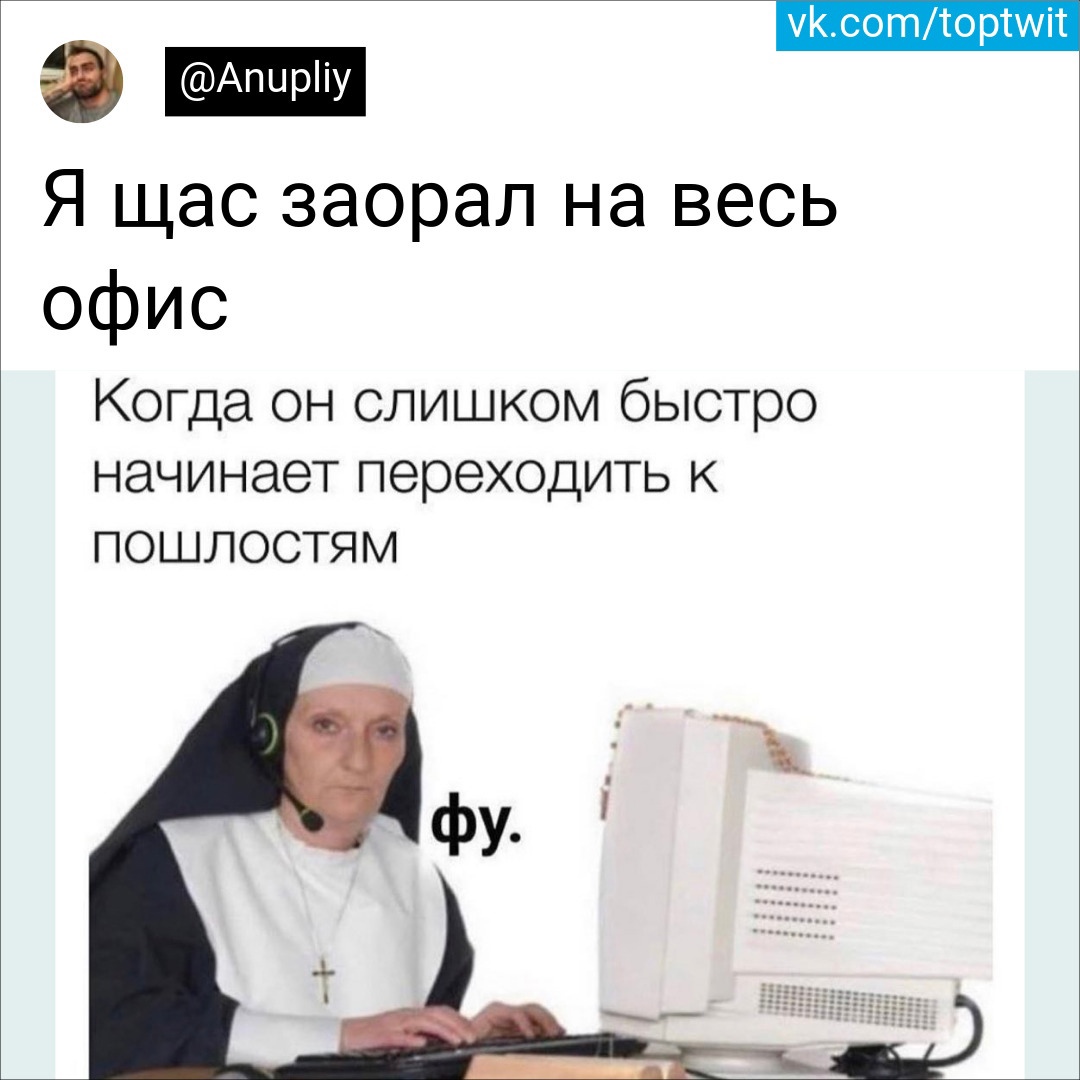 vk.com/toptwit
@Anupliy
Я щас заорал на весь
офис
Когда он слишком быстро
начинает переходить к
пошлостям
фу.